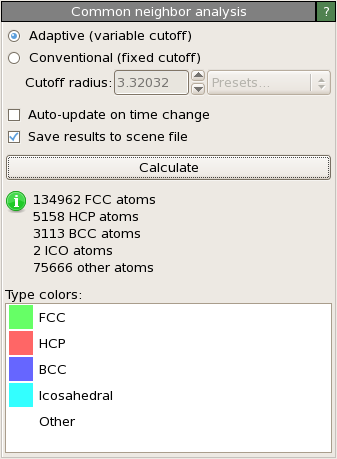 Common neighbor analysis ?
Adaptive (variable cutoff)
Conventional (fixed cutoff)
Cutoff radius: 3.32032 Presets...
Auto-update on time change
Save results to scene file
Calculate
134962 FCC atoms
5158 HCP atoms
3113 BCC atoms
2 ICO atoms
75666 other atoms
Type colors:
FCC
HCP
BCC
Icosahedral
Other